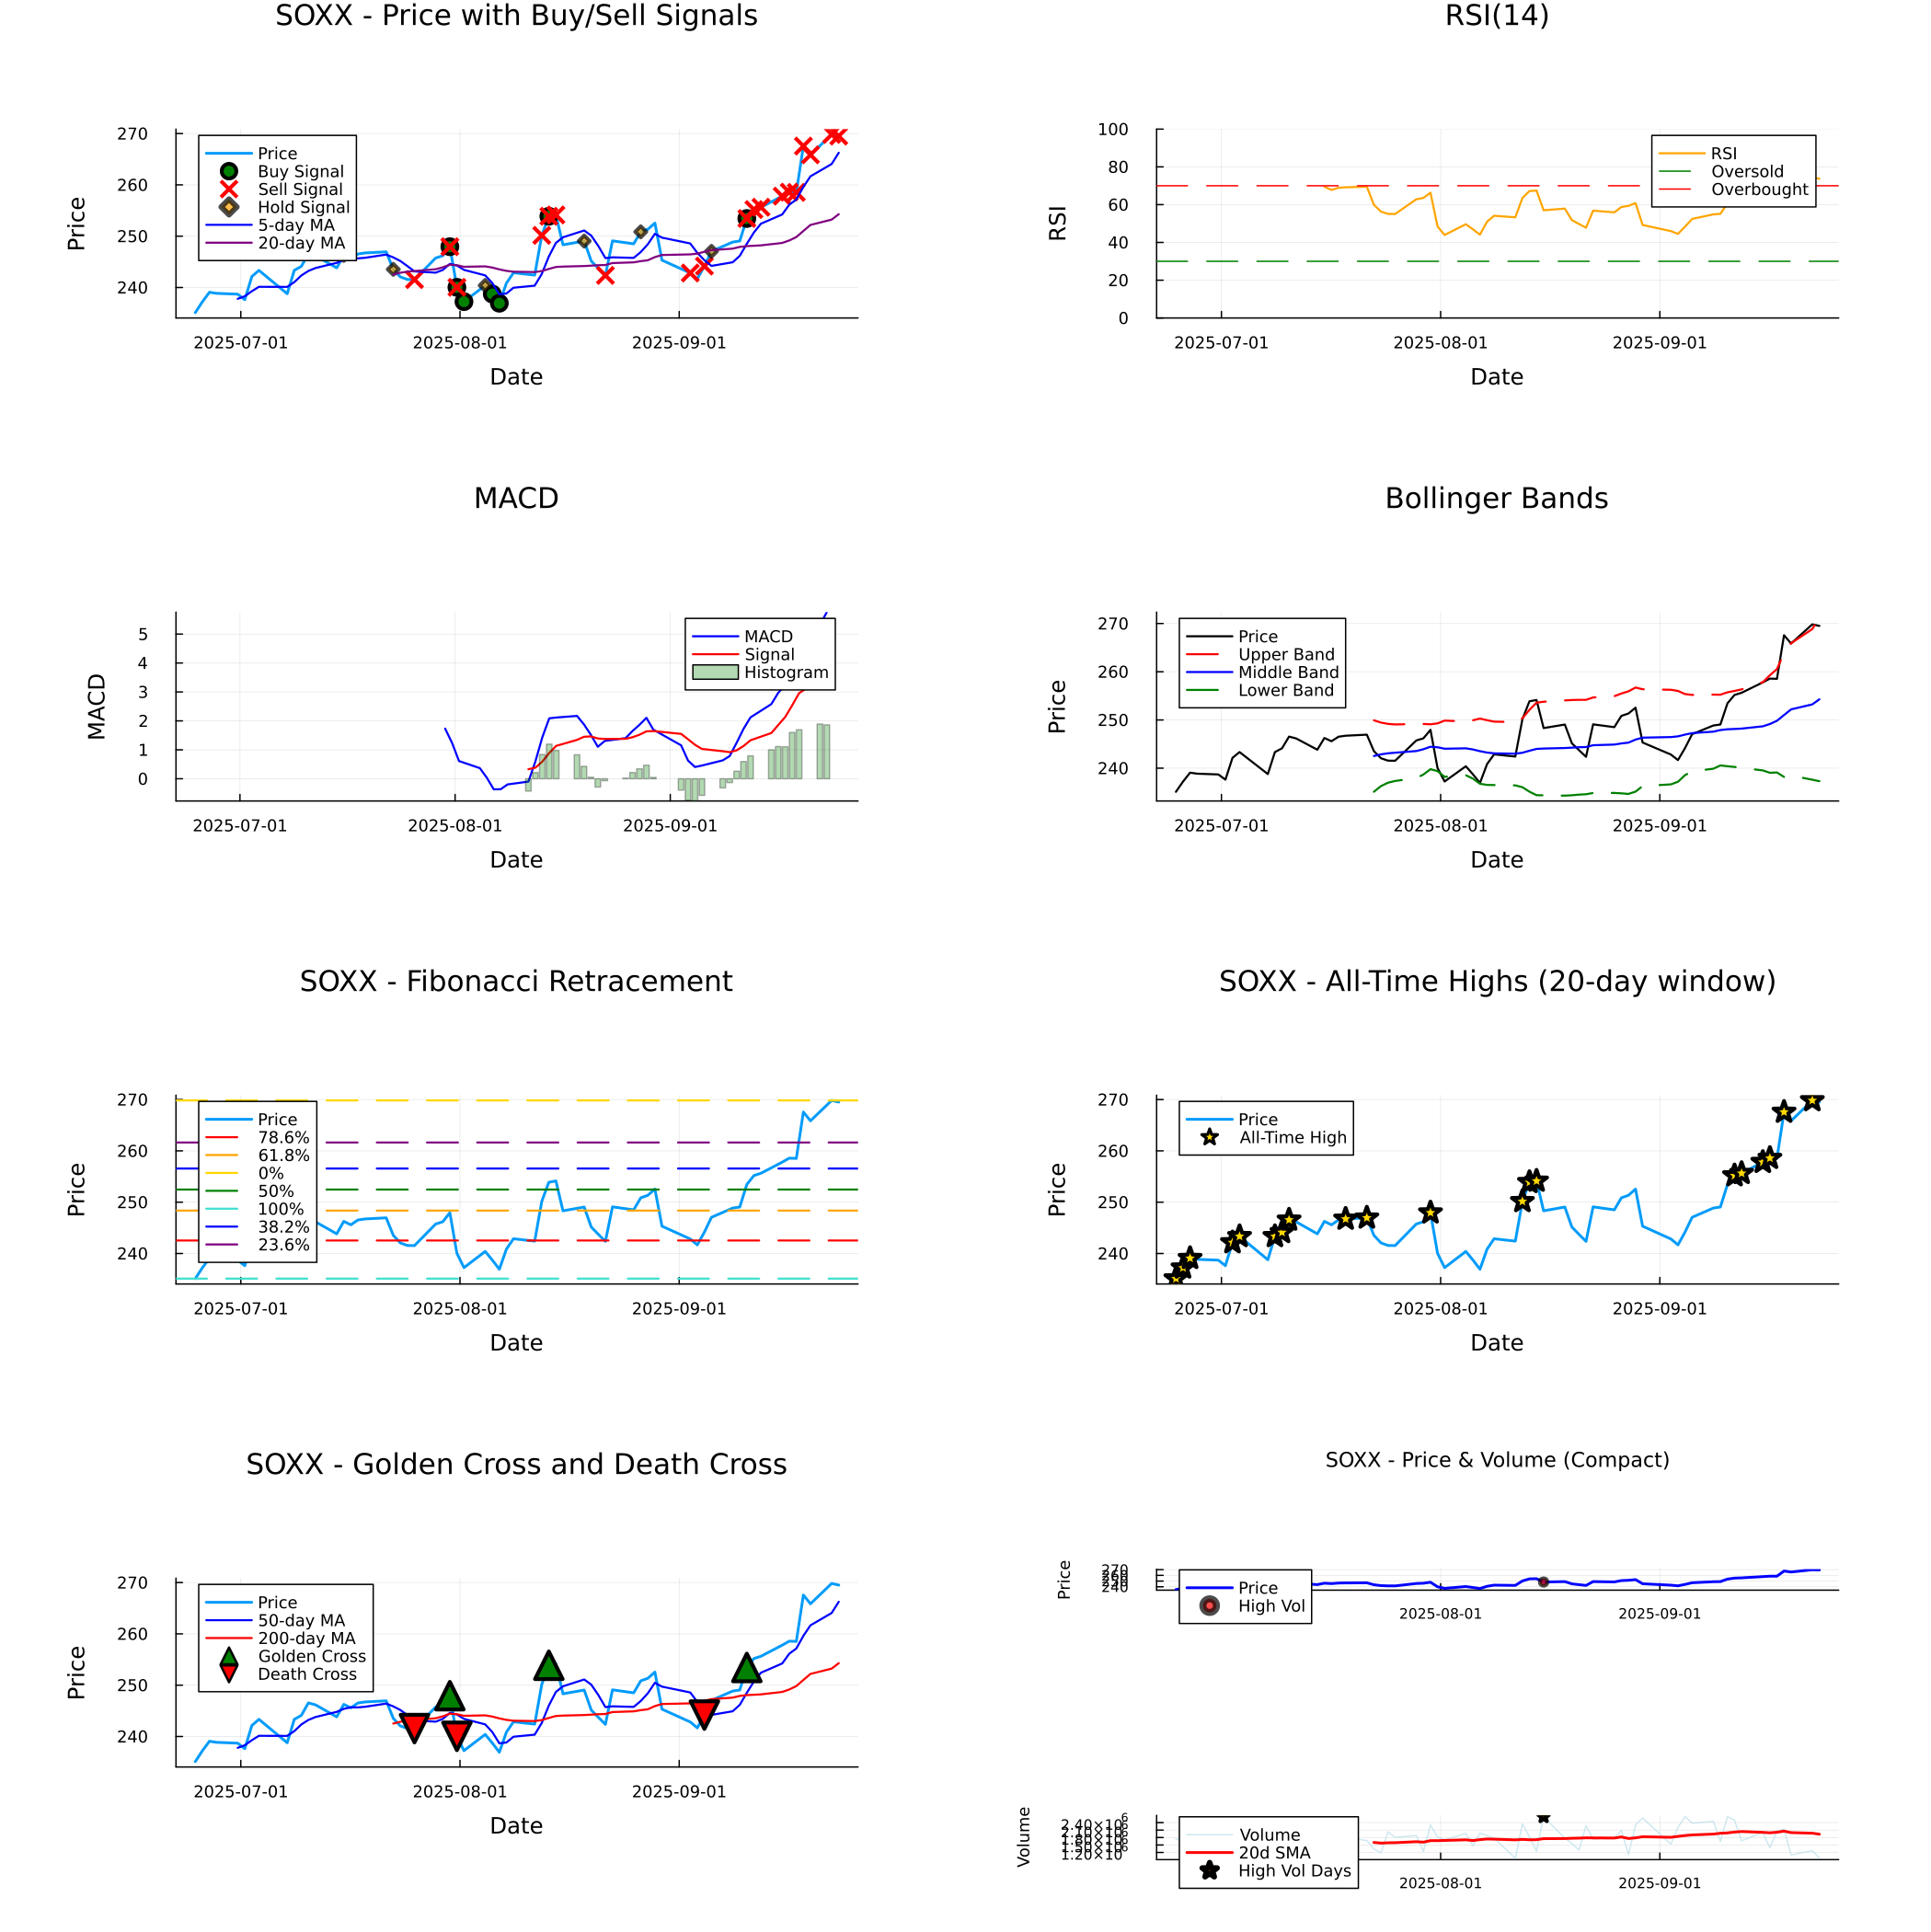 SOXX - Price with Buy/Sell Signals
270
260
250
240
Price
Price
Buy Signal
Sell Signal
Hold Signal
5-day MA
20-day MA
2025-07-01
2025-08-01
2025-09-01
Date
RSI(14)
100
80
60
40
20
0
RSI
RSI
Oversold
Overbought
2025-07-01
2025-08-01
2025-09-01
Date
MACD
5
4
3
2
1
0
MACD
MACD
Signal
Histogram
2025-07-01
2025-08-01
2025-09-01
Date
Bollinger Bands
270
260
250
240
Price
Price
Upper Band
Middle Band
Lower Band
2025-07-01
2025-08-01
2025-09-01
Date
SOXX - Fibonacci Retracement
270
260
250
240
Price
Price
78.6%
61.8%
0%
50%
100%
38.2%
23.6%
2025-07-01
2025-08-01
2025-09-01
Date
SOXX - All-Time Highs (20-day window)
270
260
250
240
Price
Price
All-Time High
2025-07-01
2025-08-01
2025-09-01
Date
SOXX - Golden Cross and Death Cross
270
260
250
240
Price
Price
50-day MA
200-day MA
Golden Cross
Death Cross
2025-07-01
2025-08-01
2025-09-01
Date
SOXX - Price & Volume (Compact)
Price
270
240
Price
High Vol
2025-08-01
2025-09-01
Volume
2.40×10⁶
1.20×10
Volume
20d SMA
High Vol Days
2025-08-01
2025-09-01